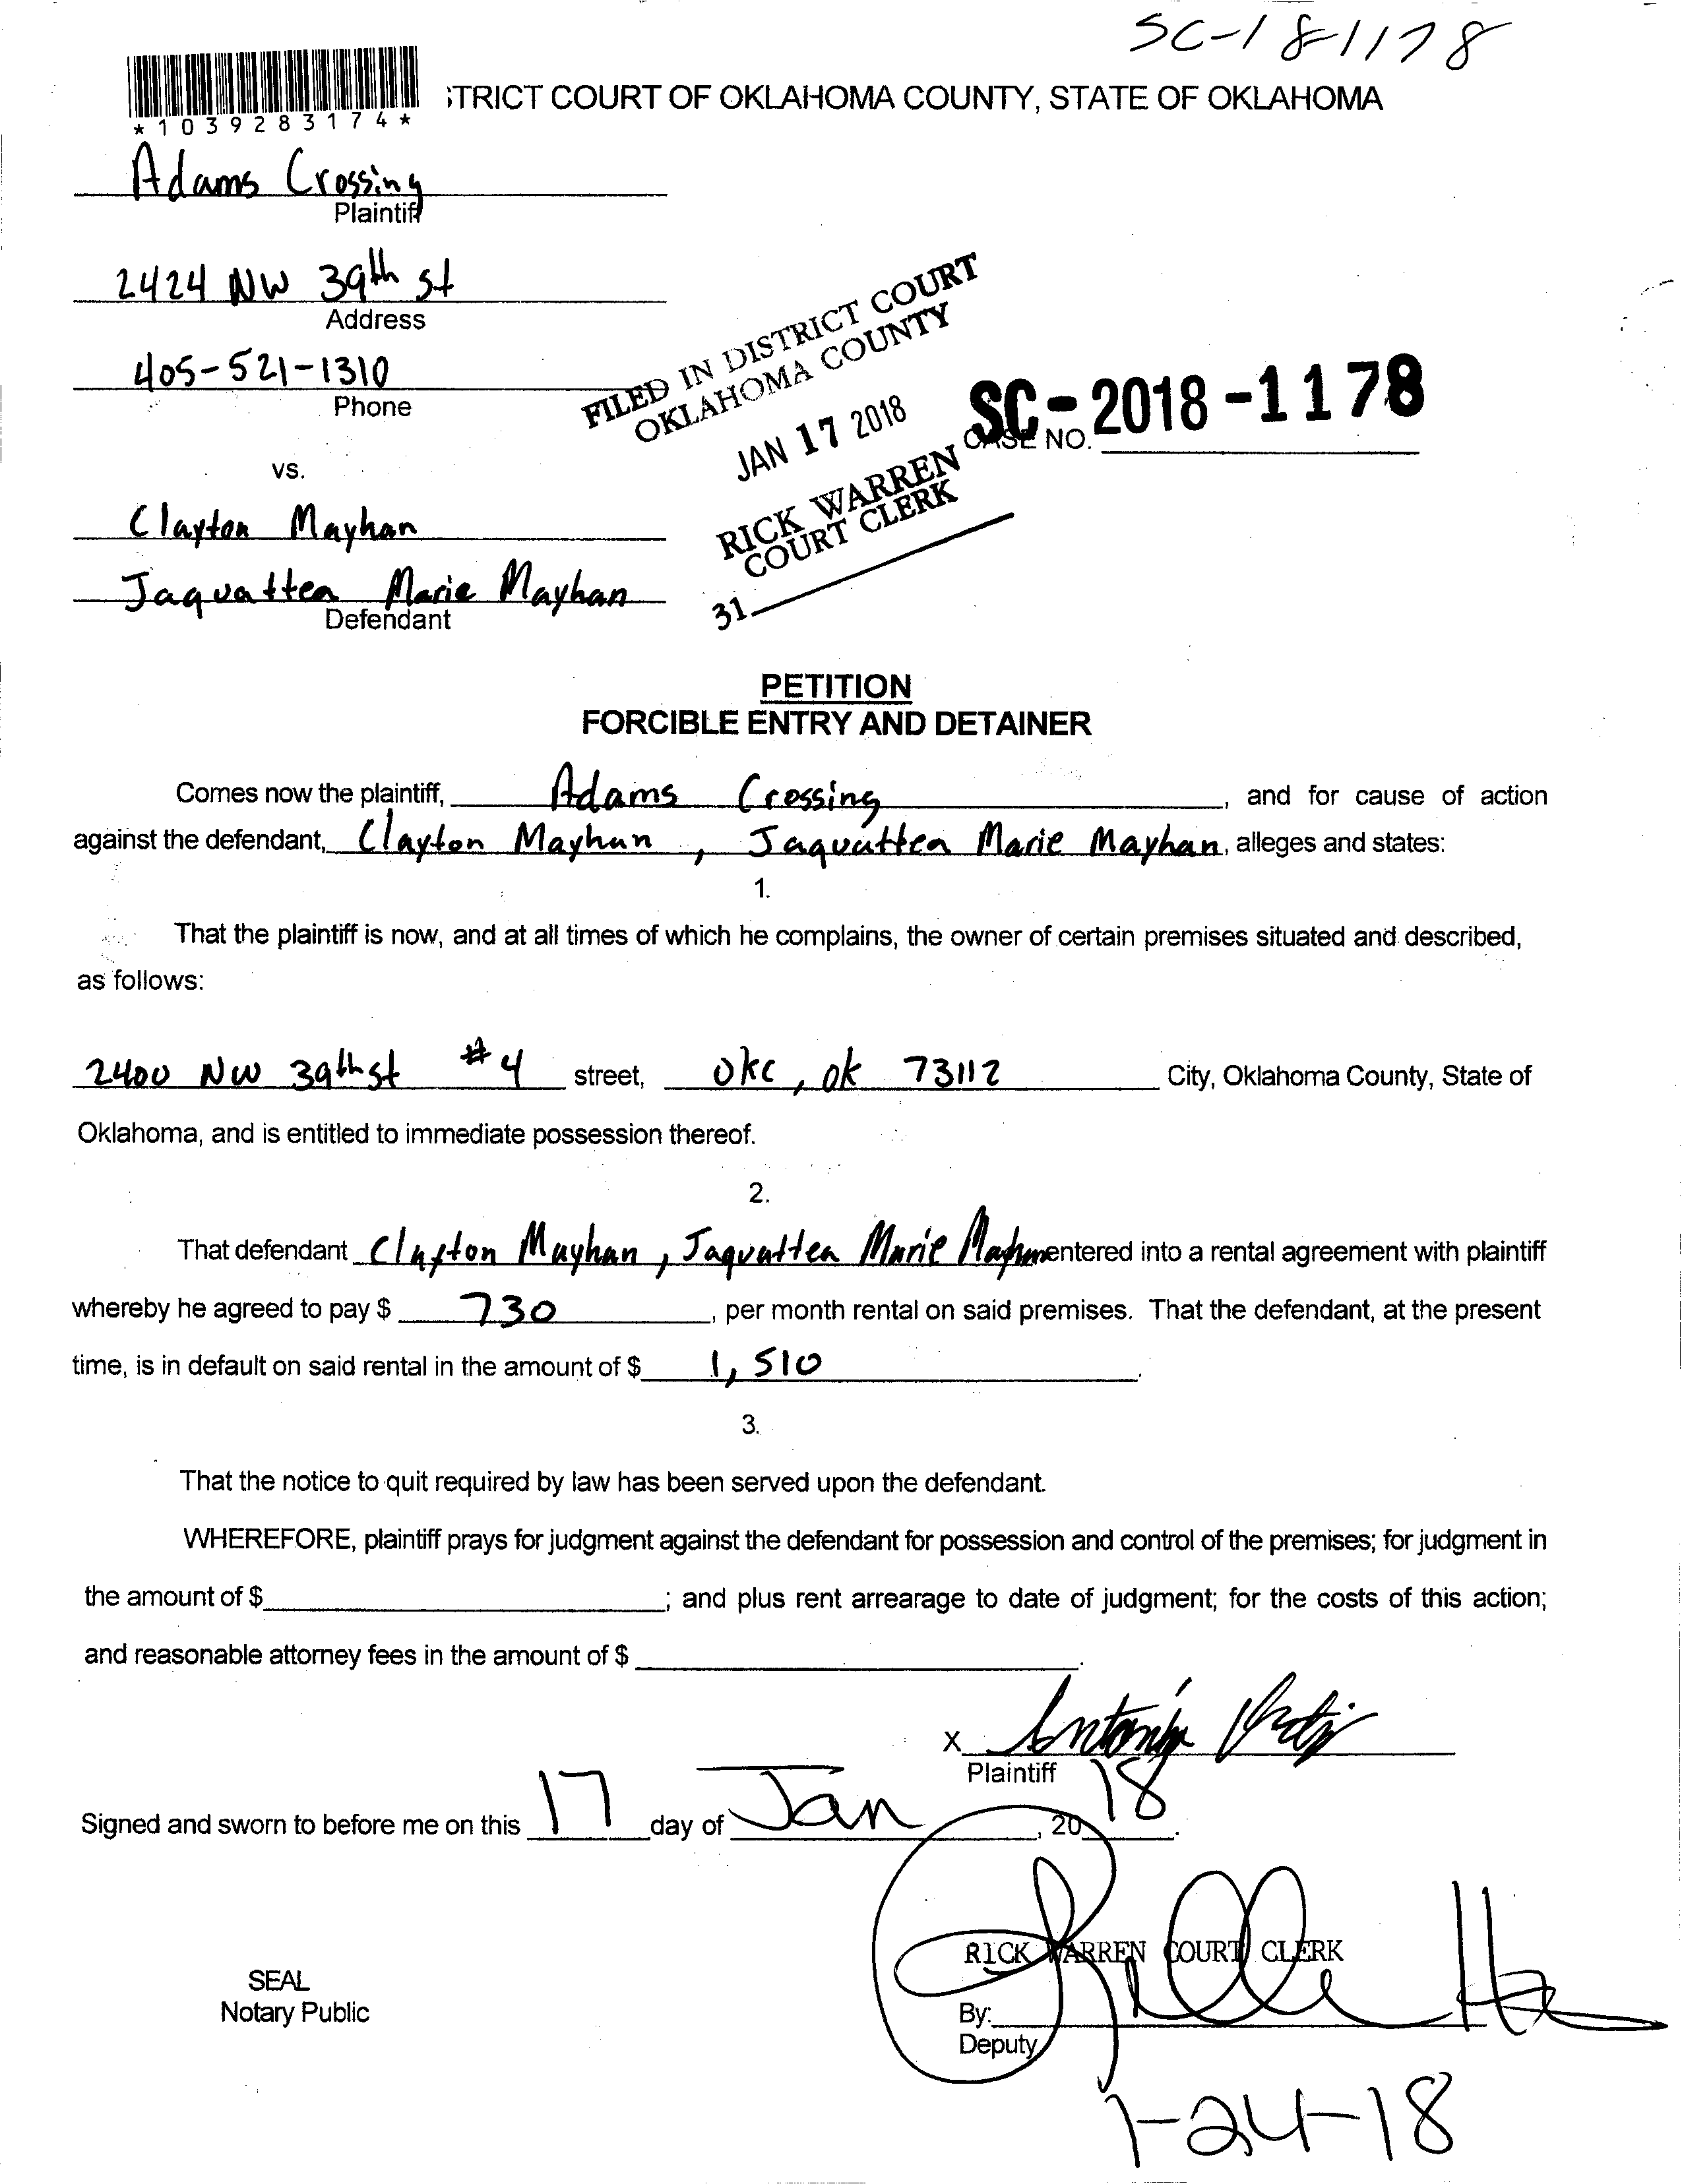 SC-18-1178
*1039283174*
STRICT COURT OF OKLAHOMA COUNTY, STATE OF OKLAHOMA
Adams Crossing
Plaintiff
2424 NW 39th st
Address
405-521-1310
Phone
FILED IN DISTRICT COURT
OKLAHOMA COUNTY
JAN 17 2018
RICK WARREN
COURT CLERK
31
SC-2018-1178
CASE NO.
vs.
Clayton Mayhan
Jaquattea Marie Mayhan
Defendant
PETITION
FORCIBLE ENTRY AND DETAINER
Comes now the plaintiff, Adams Crossing, and for cause of action
against the defendant, Clayton Mayhan, Jaquattea Marie Mayhan, alleges and states:
1.
That the plaintiff is now, and at all times of which he complains, the owner of certain premises situated and described,
as follows:
2400 NW 39th st #4 street, OKC, OK 73112 City, Oklahoma County, State of
Oklahoma, and is entitled to immediate possession thereof.
2.
That defendant Clayton Mayhan, Jaquattea Marie Mayhan entered into a rental agreement with plaintiff
whereby he agreed to pay $ 730, per month rental on said premises. That the defendant, at the present
time, is in default on said rental in the amount of $ 1,510.
3.
That the notice to quit required by law has been served upon the defendant.
WHEREFORE, plaintiff prays for judgment against the defendant for possession and control of the premises; for judgment in
the amount of $; and plus rent arrearage to date of judgment; for the costs of this action;
and reasonable attorney fees in the amount of $.
X
Plaintiff
Signed and sworn to before me on this 17 day of Jan, 20 18.
RICK WARREN COURT CLERK
SEAL
Notary Public
By:
Deputy
1-24-18